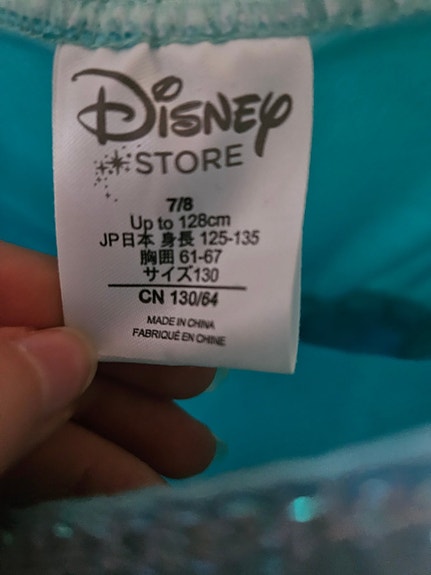 Disney
STORE
7/8
Up to 128cm
JP日本 身長 125-135
胸囲 61-67
サイズ130
CN 130/64
MADE IN CHINA
FABRIQUÉ EN CHINE